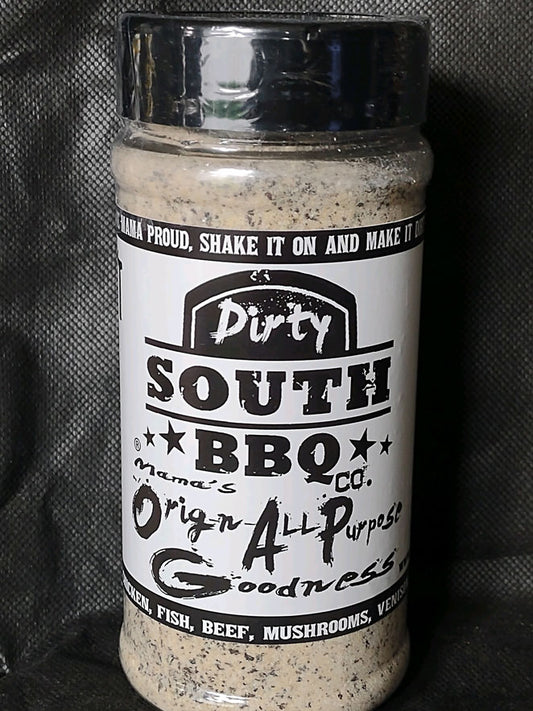 MAMA PROUD, SHAKE IT ON AND MAKE IT
Dirty
SOUTH
BBQ
CO.
®
Mama's
Orign All Purpose
Goodness
FISH, BEEF, MUSHROOMS,